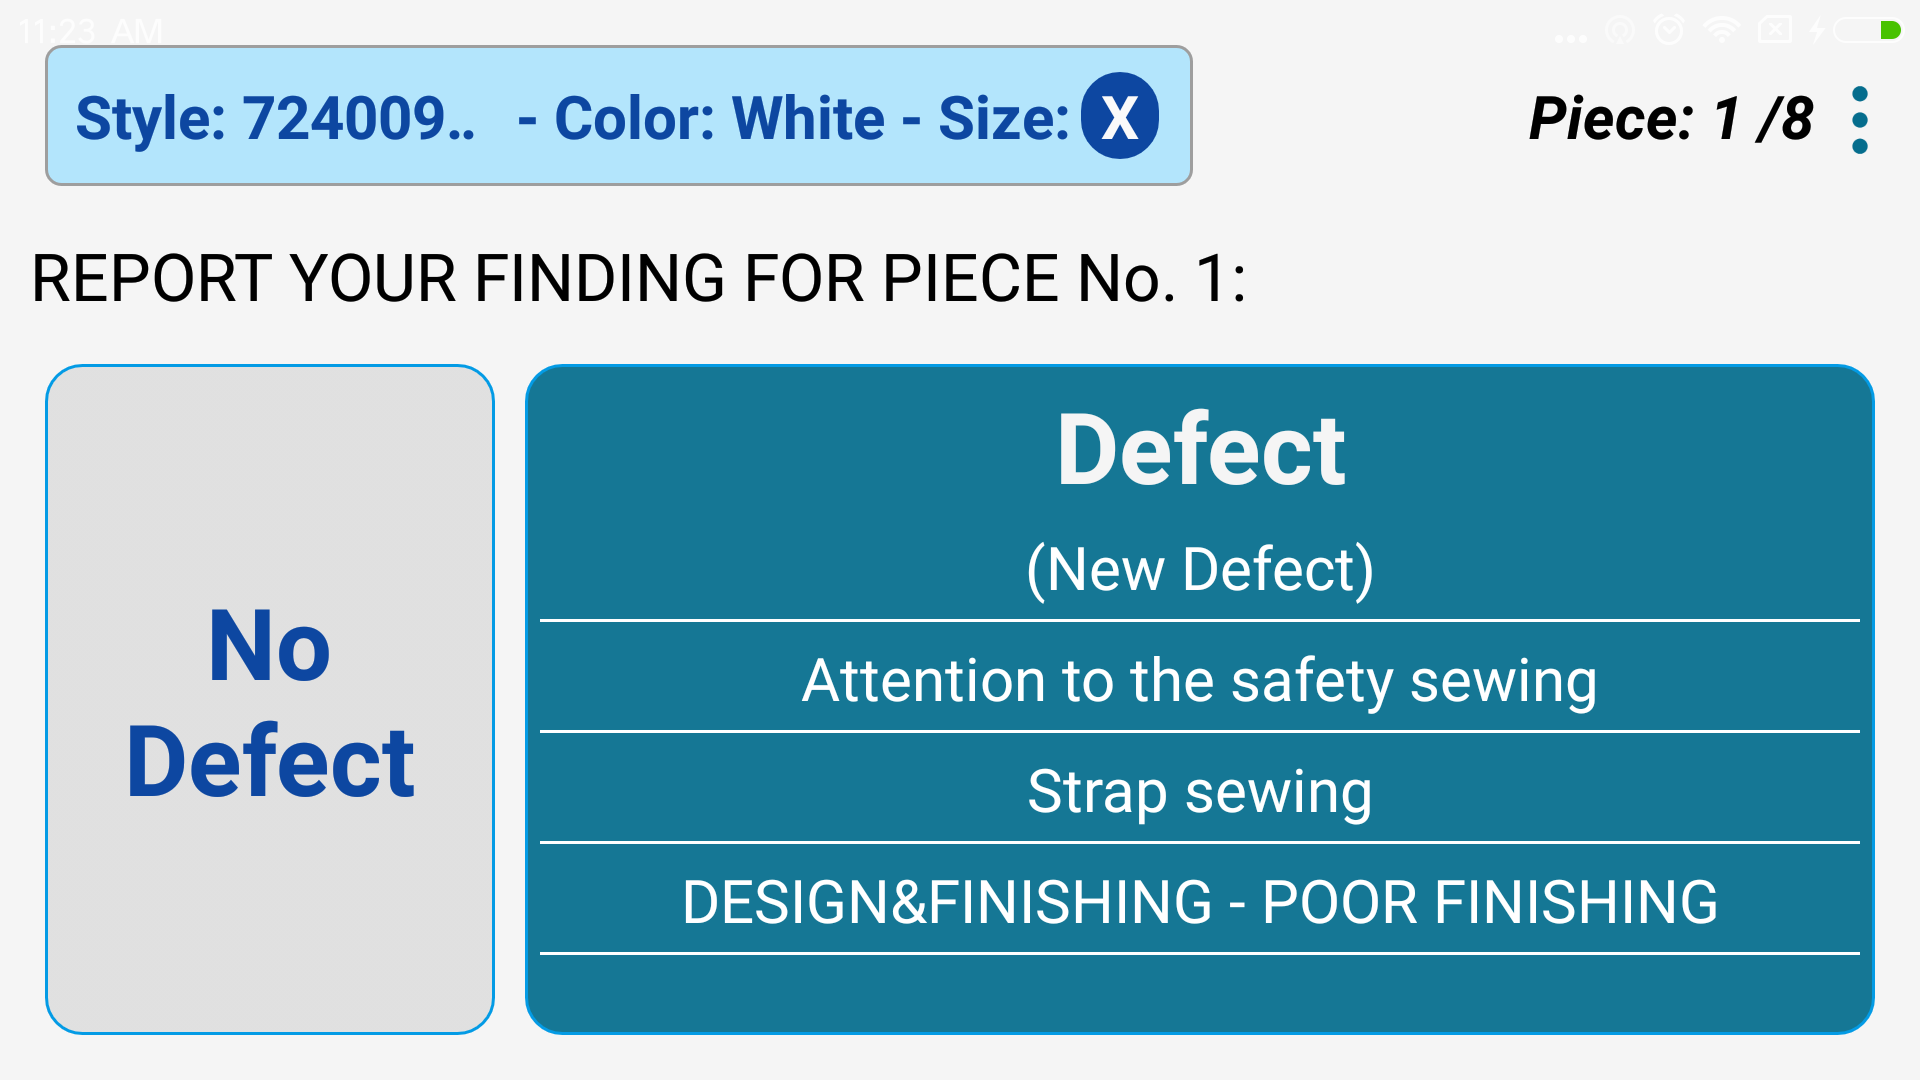 11:23 AM
Style: 724009.. - Color: White - Size: X
Piece: 1 /8
REPORT YOUR FINDING FOR PIECE No. 1:
No
Defect
Defect
(New Defect)
Attention to the safety sewing
Strap sewing
DESIGN&FINISHING - POOR FINISHING